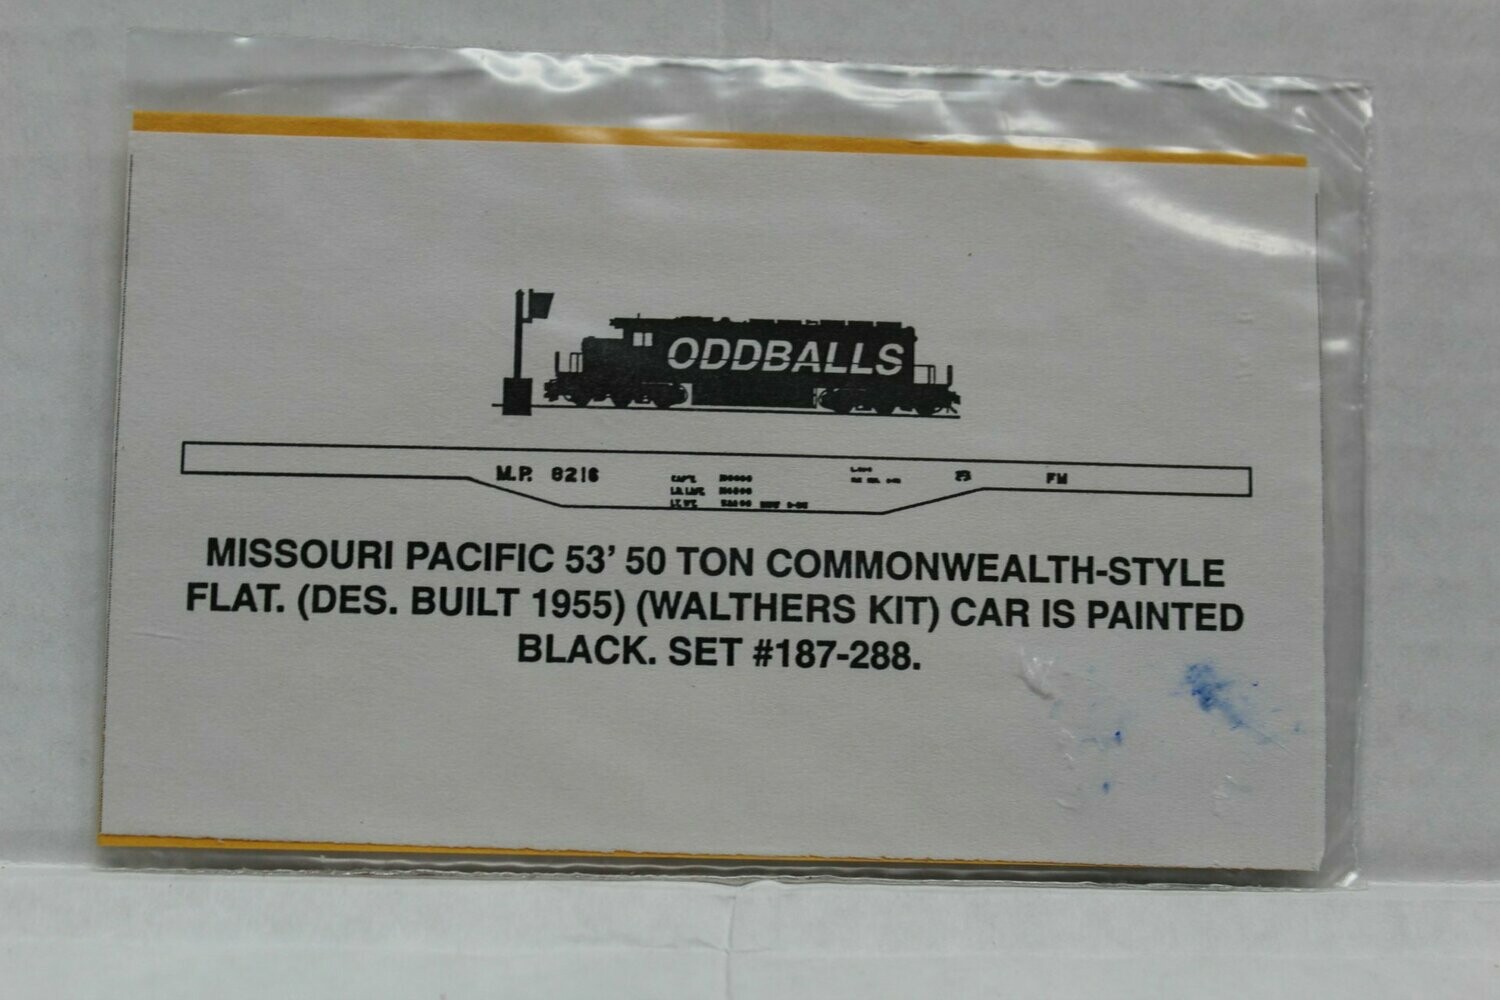 ODDBALLS
M.P. 8216 23 FM
MISSOURI PACIFIC 53' 50 TON COMMONWEALTH-STYLE
FLAT. (DES. BUILT 1955) (WALTHERS KIT) CAR IS PAINTED
BLACK. SET #187-288.